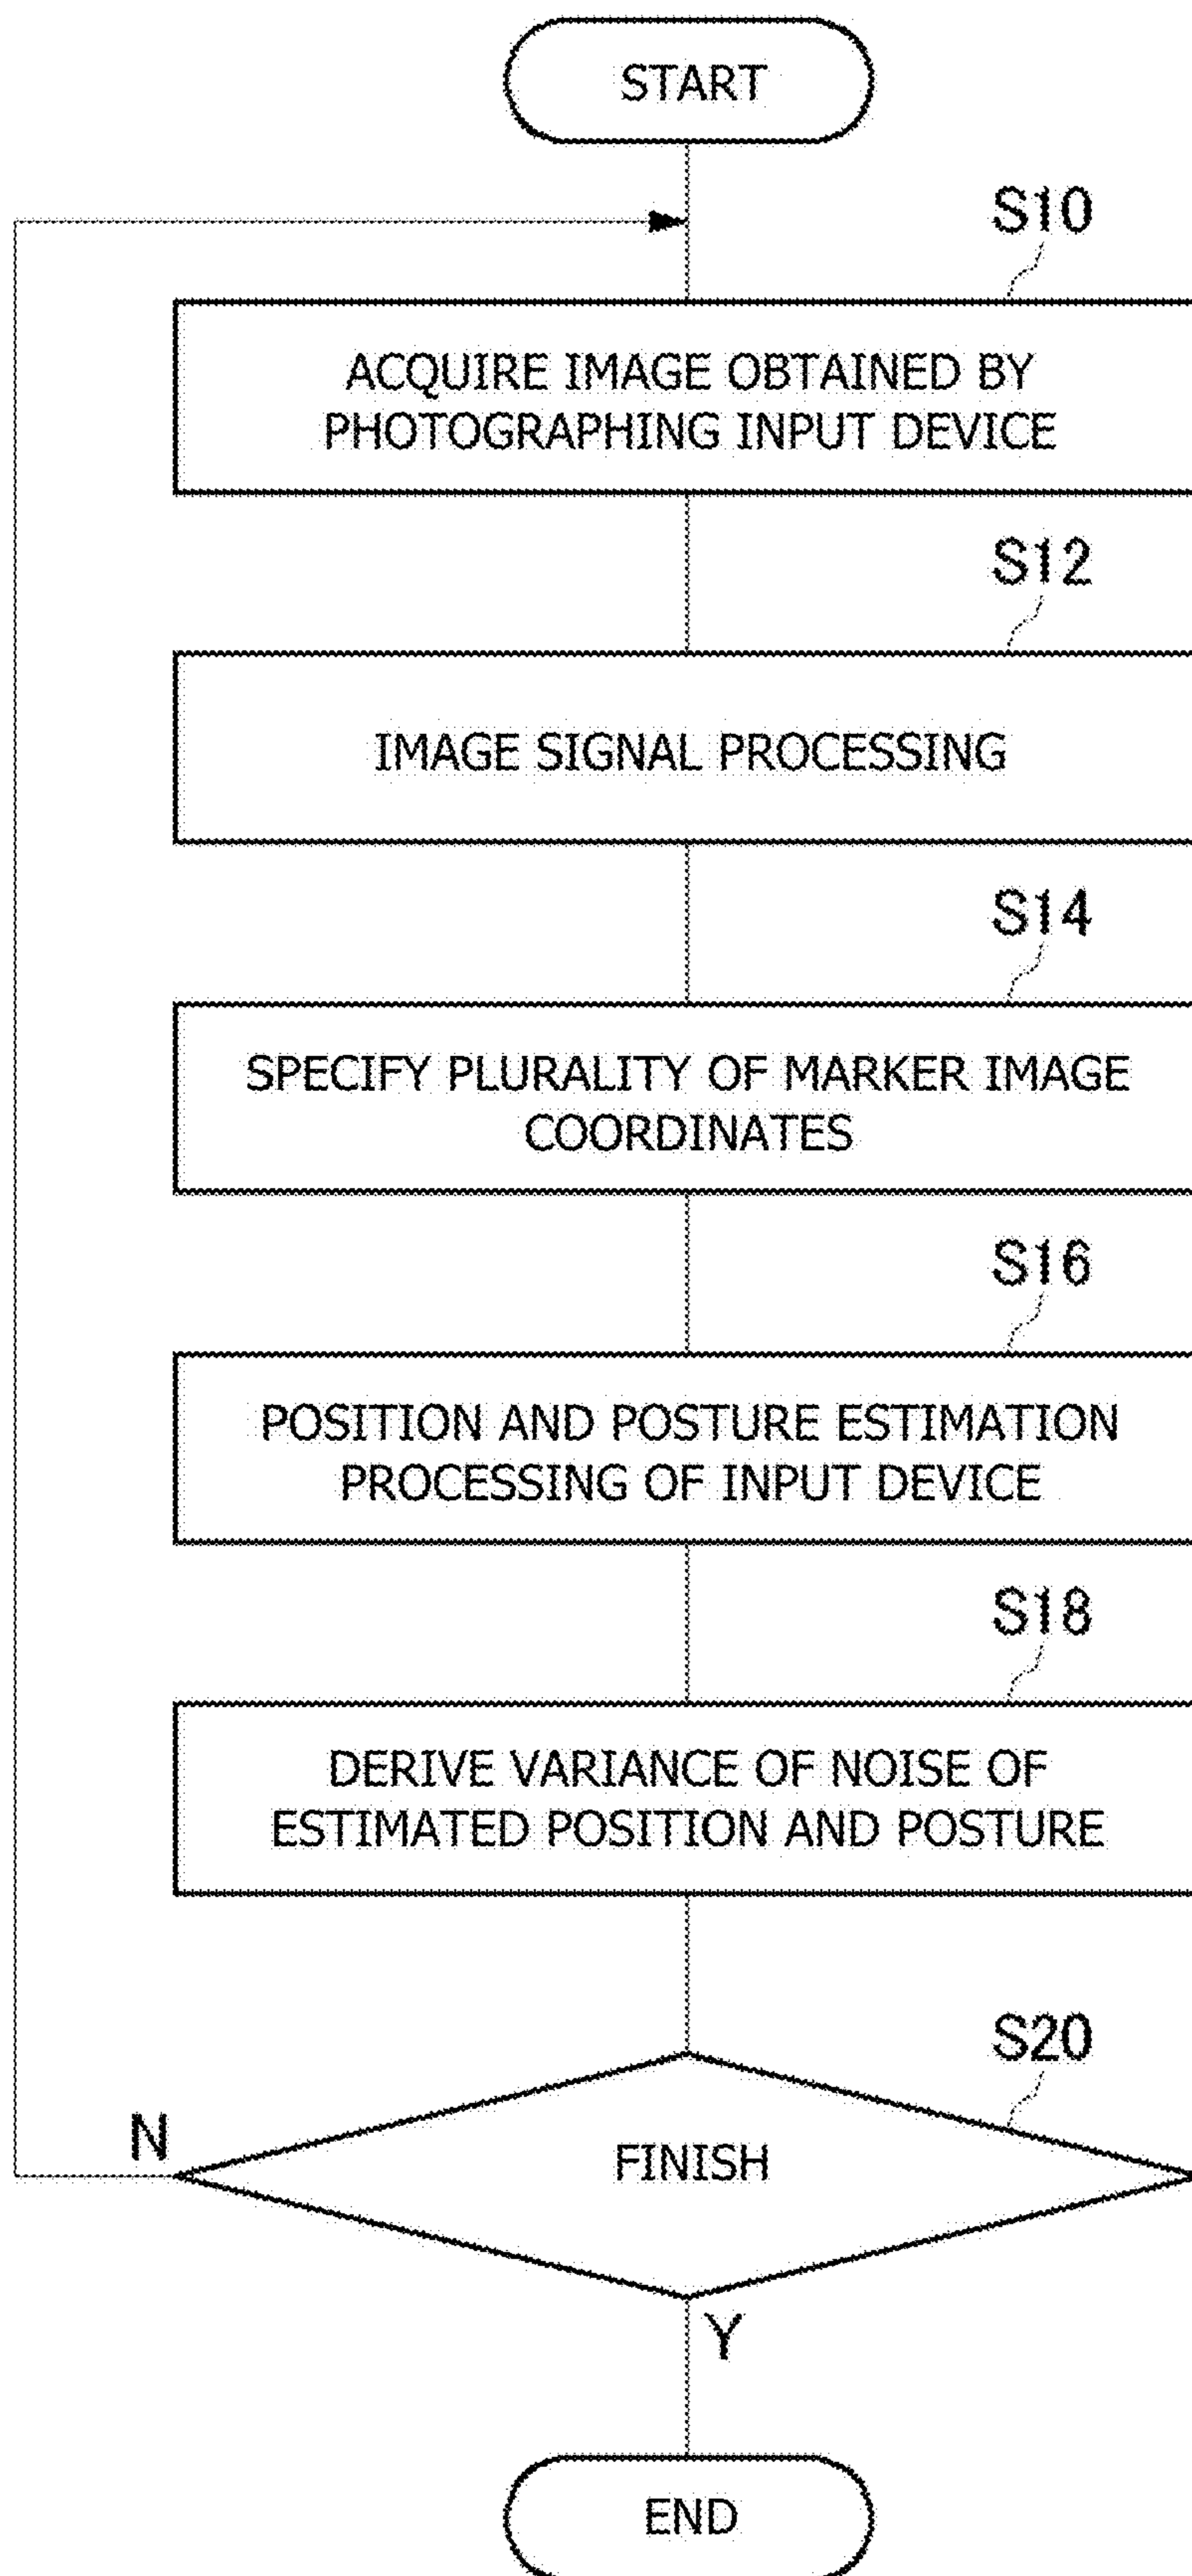 START
S10
ACQUIRE IMAGE OBTAINED BY
PHOTOGRAPHING INPUT DEVICE
S12
IMAGE SIGNAL PROCESSING
S14
SPECIFY PLURALITY OF MARKER IMAGE
COORDINATES
S16
POSITION AND POSTURE ESTIMATION
PROCESSING OF INPUT DEVICE
S18
DERIVE VARIANCE OF NOISE OF
ESTIMATED POSITION AND POSTURE
S20
N
FINISH
Y
END